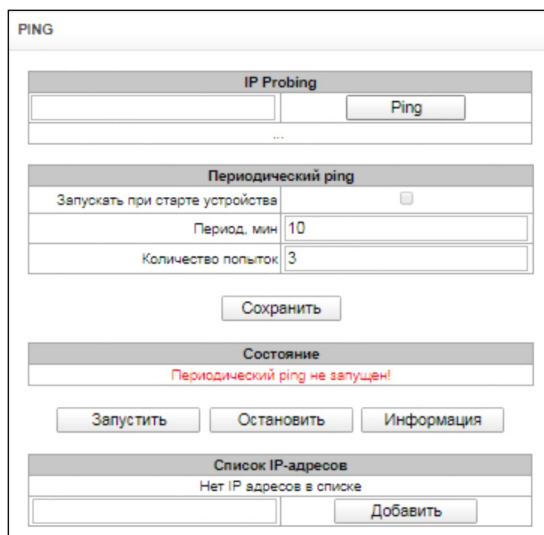 PING
IP Probing
Ping
...
Периодический ping
Запускать при старте устройства
Период, мин 10
Количество попыток 3
Сохранить
Состояние
Периодический ping не запущен!
Запустить Остановить Информация
Список IP-адресов
Нет IP адресов в списке
Добавить